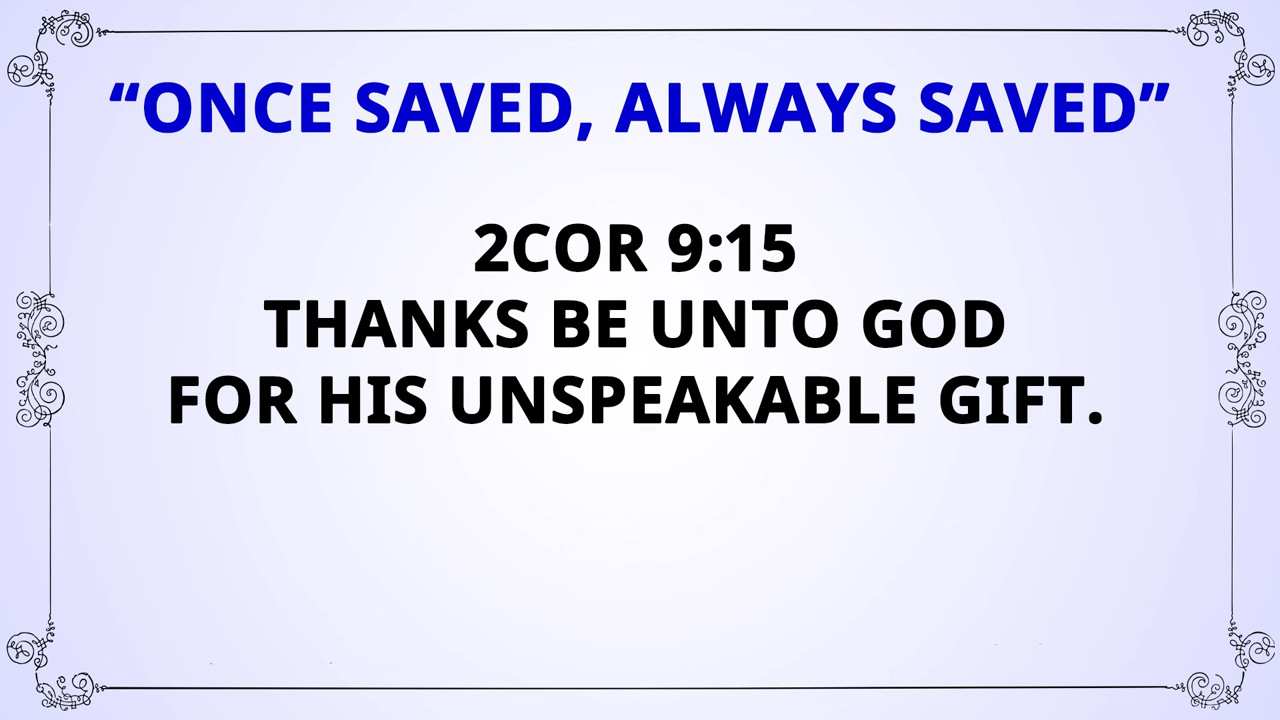 “ONCE SAVED, ALWAYS SAVED”
2COR 9:15
THANKS BE UNTO GOD
FOR HIS UNSPEAKABLE GIFT.